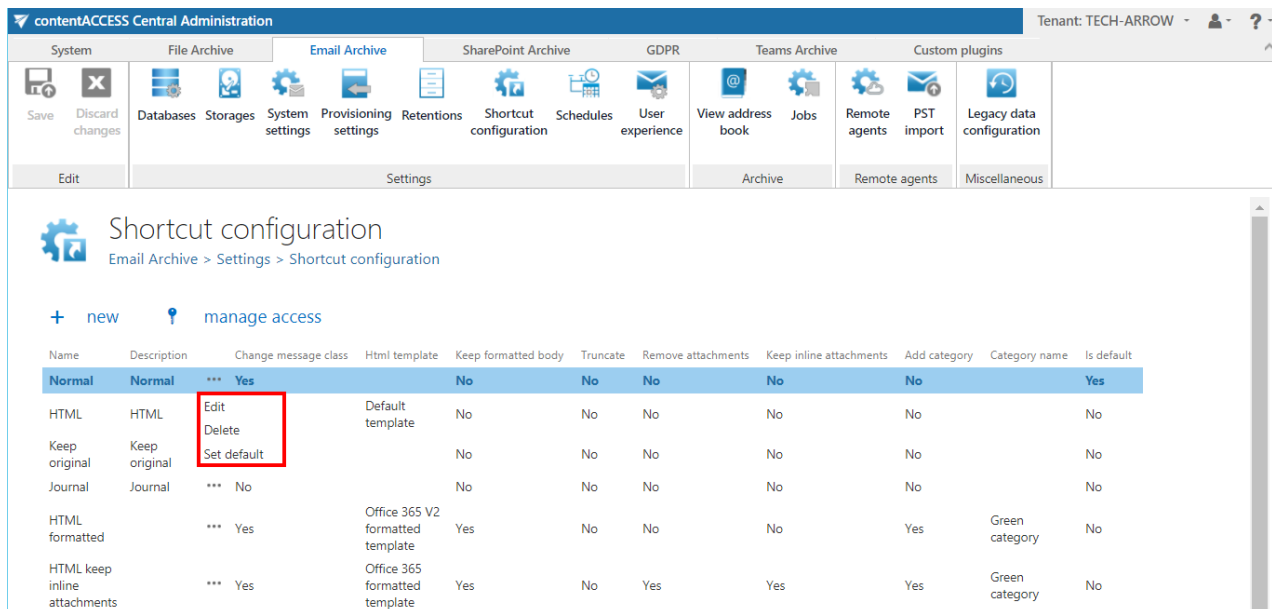 contentACCESS Central Administration
Tenant: TECH-ARROW
?
System File Archive Email Archive SharePoint Archive GDPR Teams Archive Custom plugins
Save
Discard changes
Databases
Storages
System settings
Provisioning settings
Retentions
Shortcut configuration
Schedules
User experience
View address book
Jobs
Remote agents
PST import
Legacy data configuration
Edit Settings Archive Remote agents Miscellaneous
Shortcut configuration
Email Archive > Settings > Shortcut configuration
+ new manage access
Name Description Change message class Html template Keep formatted body Truncate Remove attachments Keep inline attachments Add category Category name Is default
Normal Normal ••• Yes No No No No No Yes
HTML HTML Default template No No No No No No
Edit
Delete
Set default
Keep original Keep original No No No No No No
Journal Journal ••• No No No No No No No
HTML formatted ••• Yes Office 365 V2 formatted template Yes No No No Yes Green category No
HTML keep inline attachments ••• Yes Office 365 formatted template Yes No Yes Yes Yes Green category No